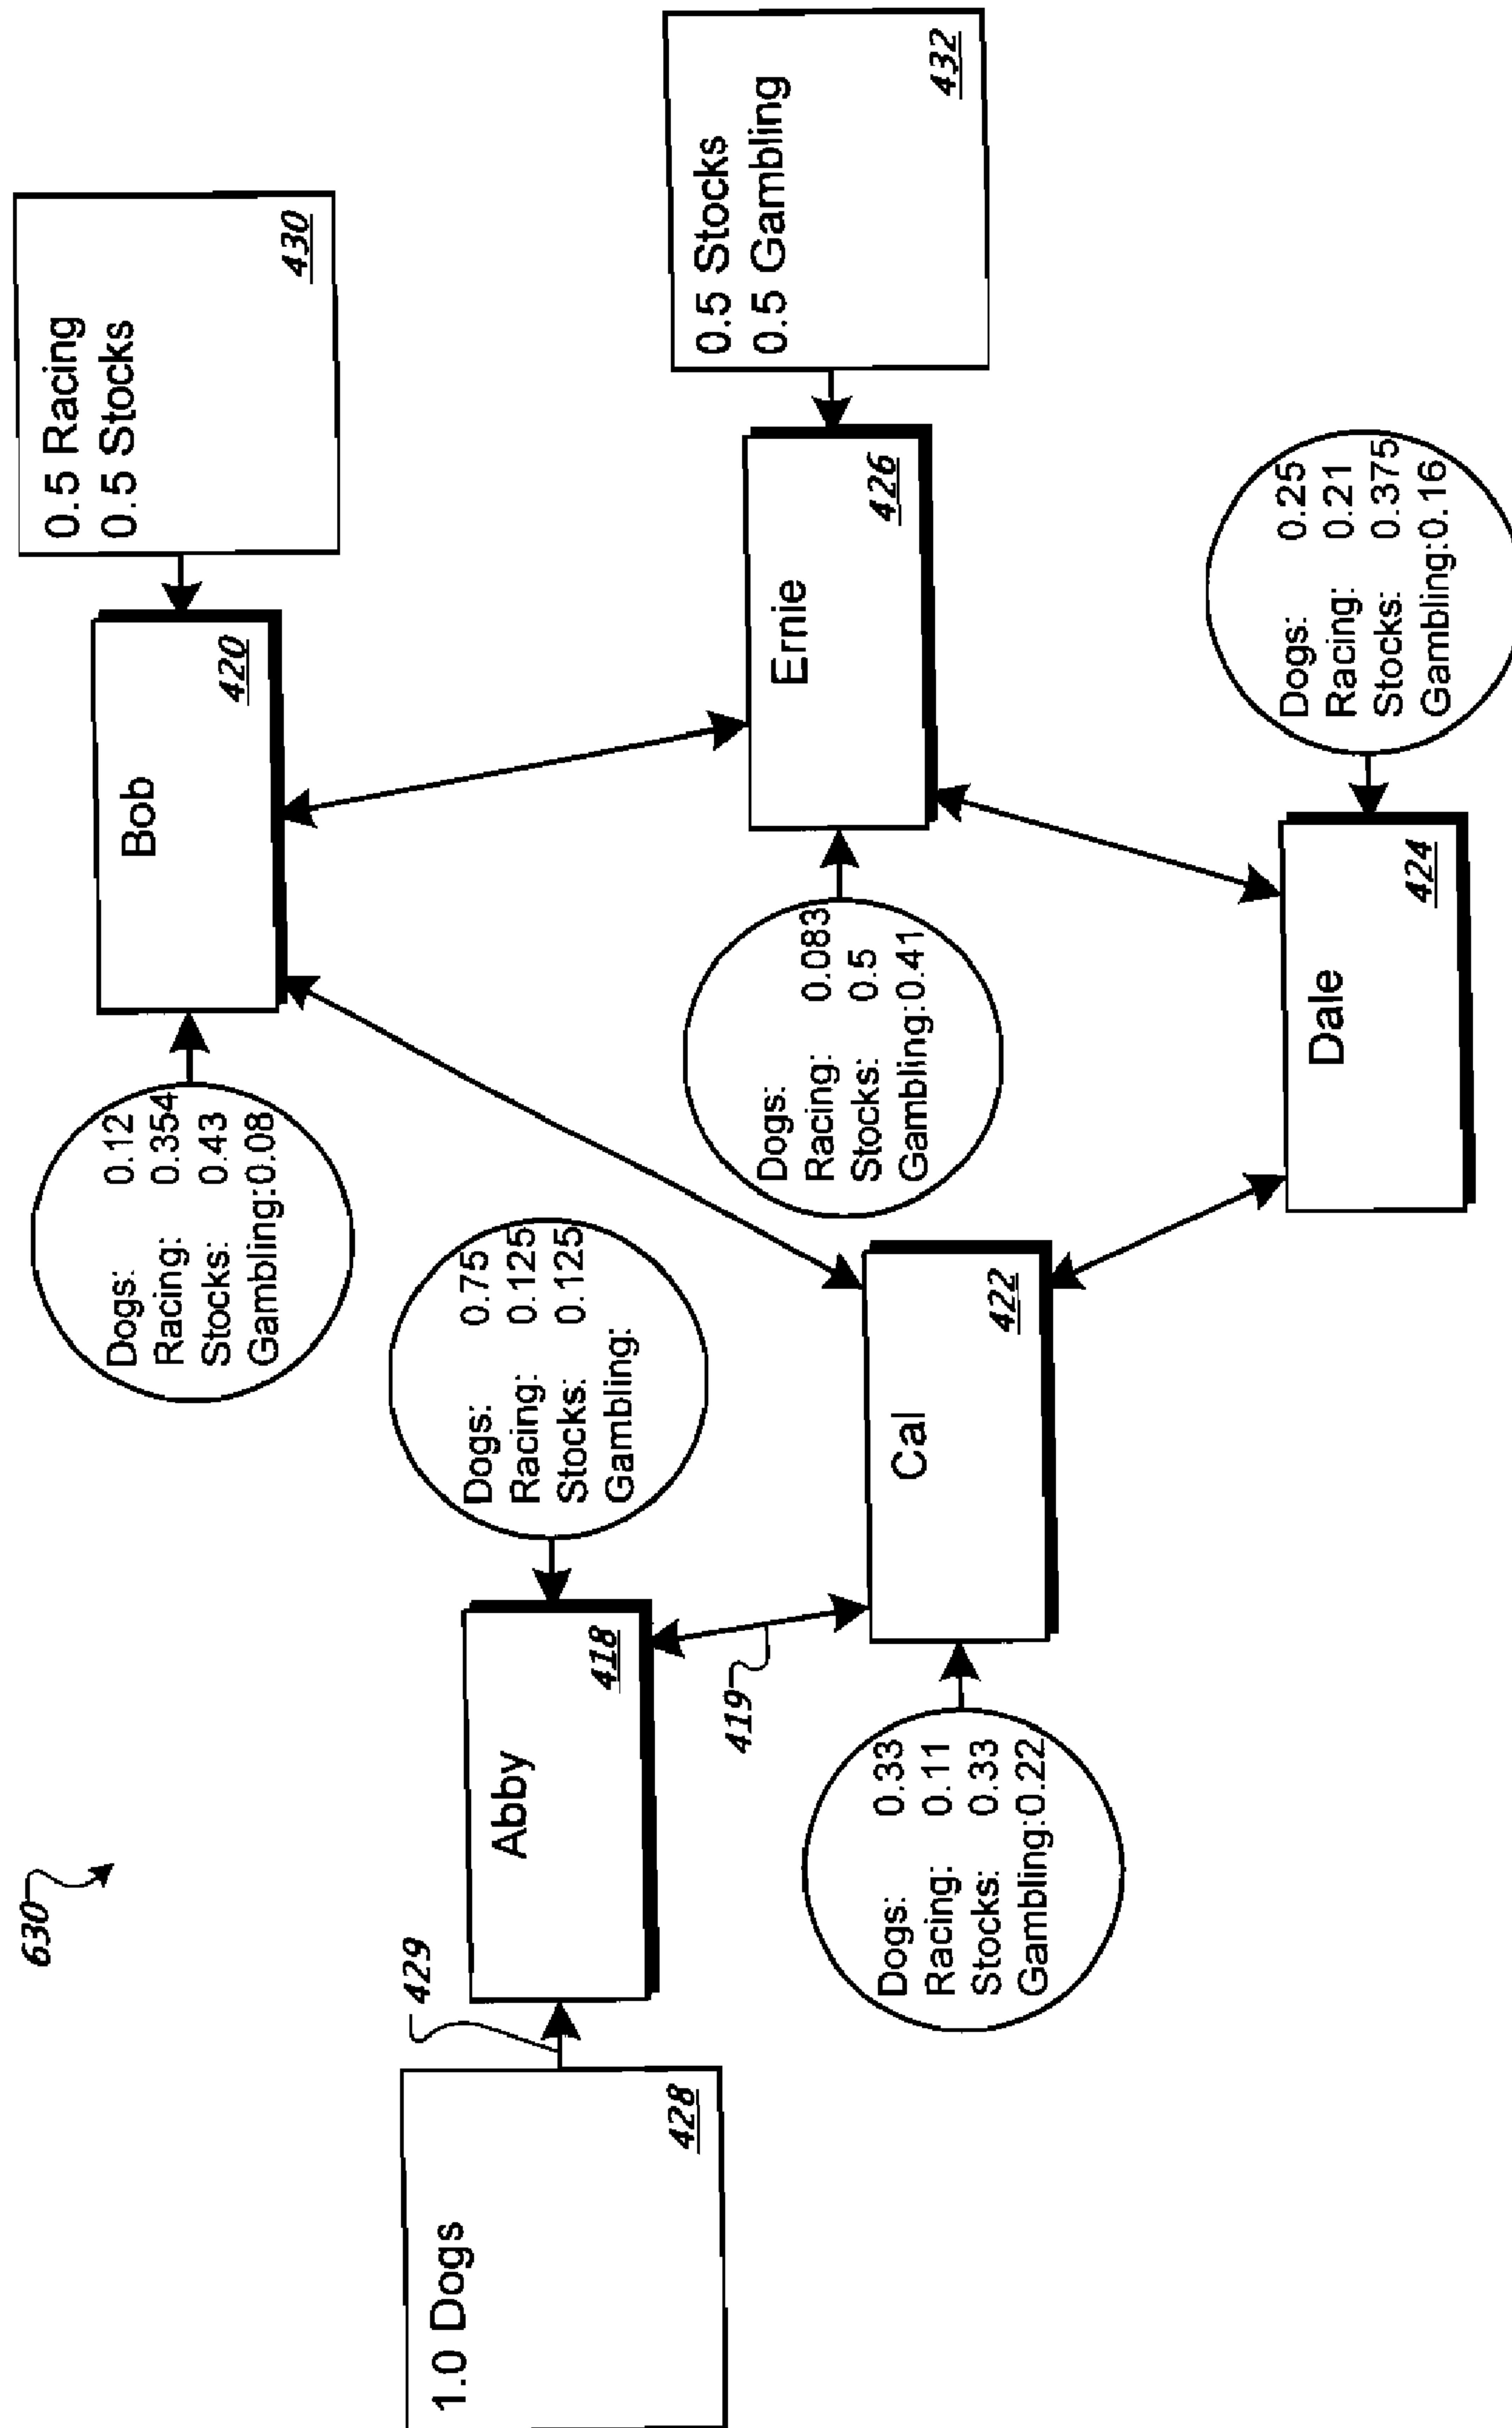 630
0.5 Racing
0.5 Stocks
430
Bob
420
Dogs: 0.12
Racing: 0.354
Stocks: 0.43
Gambling:0.08
1.0 Dogs
428
429
Abby
418
Dogs: 0.75
Racing: 0.125
Stocks: 0.125
Gambling:
419
0.5 Stocks
0.5 Gambling
432
Ernie
426
Dogs:
Racing: 0.083
Stocks: 0.5
Gambling:0.41
Dogs: 0.33
Racing: 0.11
Stocks: 0.33
Gambling:0.22
Cal
422
Dale
424
Dogs: 0.25
Racing: 0.21
Stocks: 0.375
Gambling:0.16